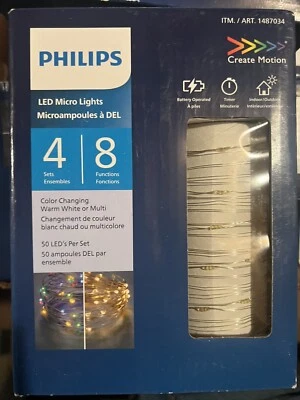 ITM. / ART. 1487034
PHILIPS
Create Motion
LED Micro Lights
Microampoules à DEL
Battery Operated
À piles
Timer
Minuterie
Indoor/Outdoor
Intérieur/extérieur
4
Sets
Ensembles
8
Functions
Fonctions
Color Changing
Warm White or Multi
Changement de couleur
blanc chaud ou multicolore
50 LED's Per Set
50 ampoules DEL par
ensemble